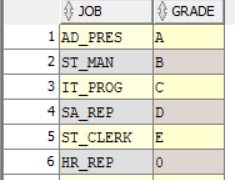 JOB GRADE
1 AD_PRES A
2 ST_MAN B
3 IT_PROG C
4 SA_REP D
5 ST_CLERK E
6 HR_REP 0